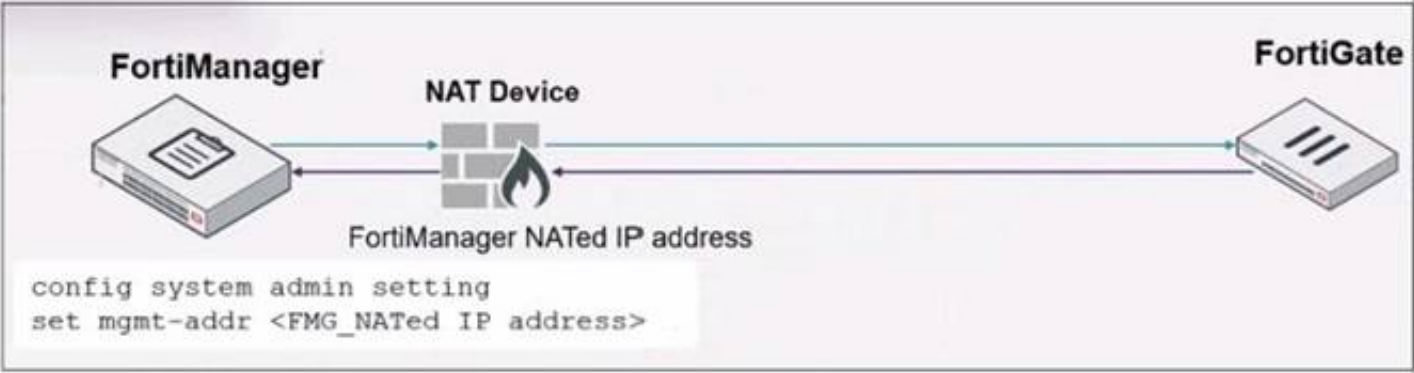 FortiManager
FortiGate
NAT Device
FortiManager NATed IP address
config system admin setting
set mgmt-addr <FMG_NATed IP address>